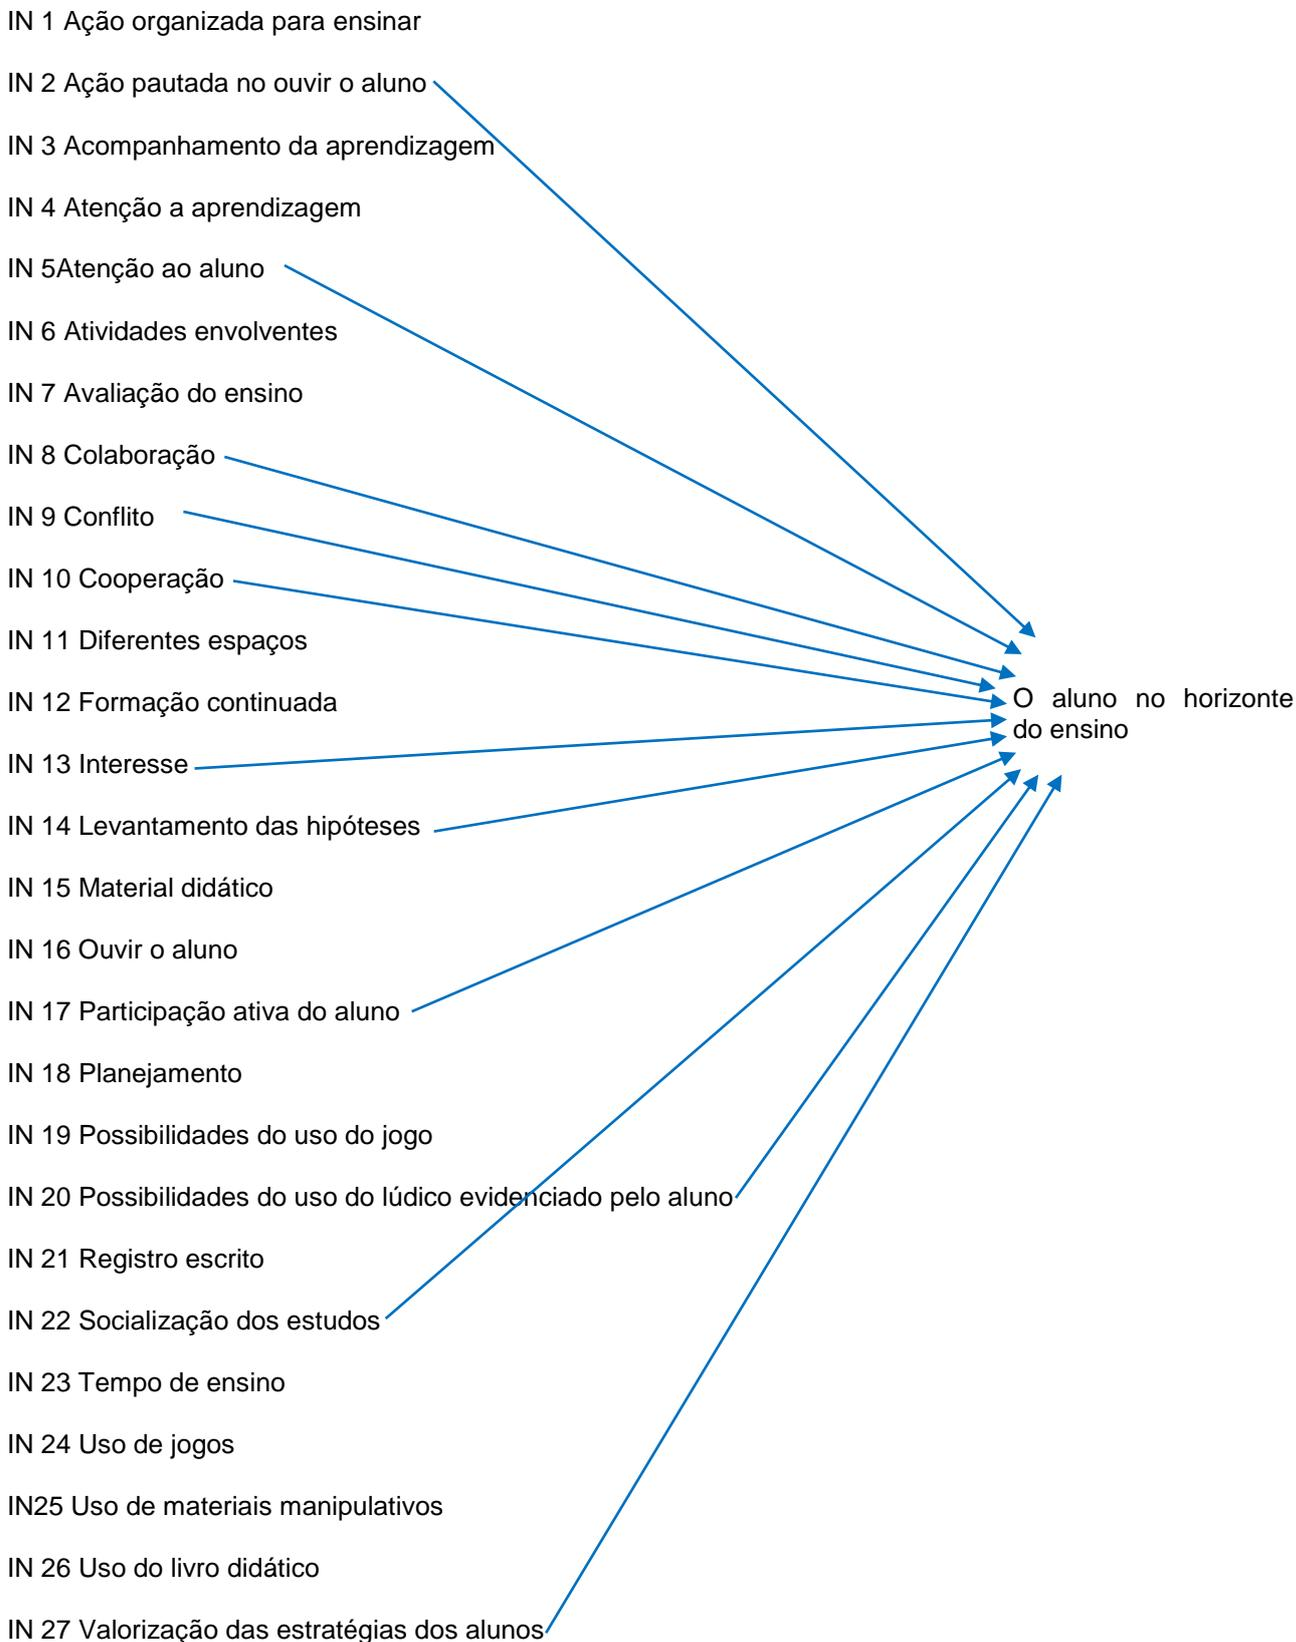 IN 1 Ação organizada para ensinar
IN 2 Ação pautada no ouvir o aluno
IN 3 Acompanhamento da aprendizagem
IN 4 Atenção a aprendizagem
IN 5Atenção ao aluno
IN 6 Atividades envolventes
IN 7 Avaliação do ensino
IN 8 Colaboração
IN 9 Conflito
IN 10 Cooperação
IN 11 Diferentes espaços
IN 12 Formação continuada
IN 13 Interesse
IN 14 Levantamento das hipóteses
IN 15 Material didático
IN 16 Ouvir o aluno
IN 17 Participação ativa do aluno
IN 18 Planejamento
IN 19 Possibilidades do uso do jogo
IN 20 Possibilidades do uso do lúdico evidenciado pelo aluno
IN 21 Registro escrito
IN 22 Socialização dos estudos
IN 23 Tempo de ensino
IN 24 Uso de jogos
IN25 Uso de materiais manipulativos
IN 26 Uso do livro didático
IN 27 Valorização das estratégias dos alunos
O aluno no horizonte
do ensino